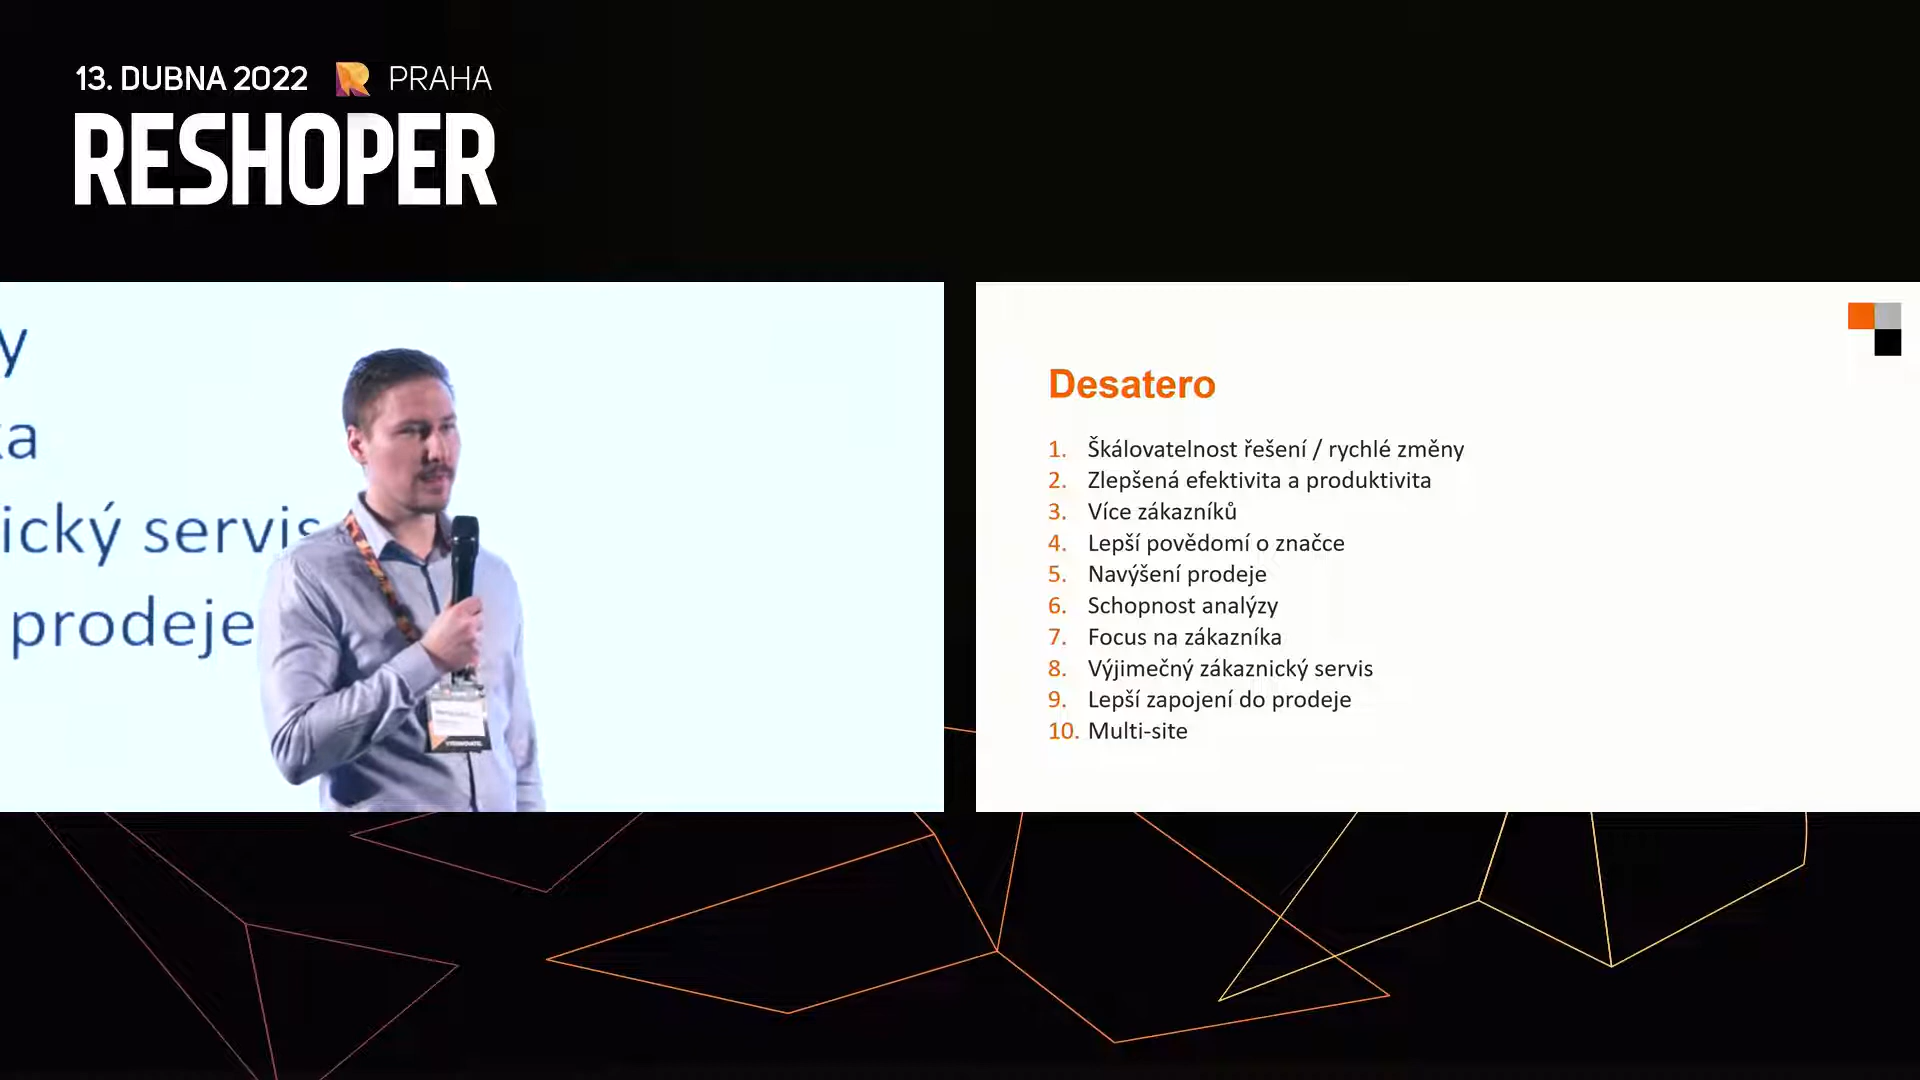 13. DUBNA 2022 PRAHA
RESHOPER
y
ka
ický servis
prodeje
Desatero
1. Škálovatelnost řešení / rychlé změny
2. Zlepšená efektivita a produktivita
3. Více zákazníků
4. Lepší povědomí o značce
5. Navýšení prodeje
6. Schopnost analýzy
7. Focus na zákazníka
8. Výjimečný zákaznický servis
9. Lepší zapojení do prodeje
10. Multi-site